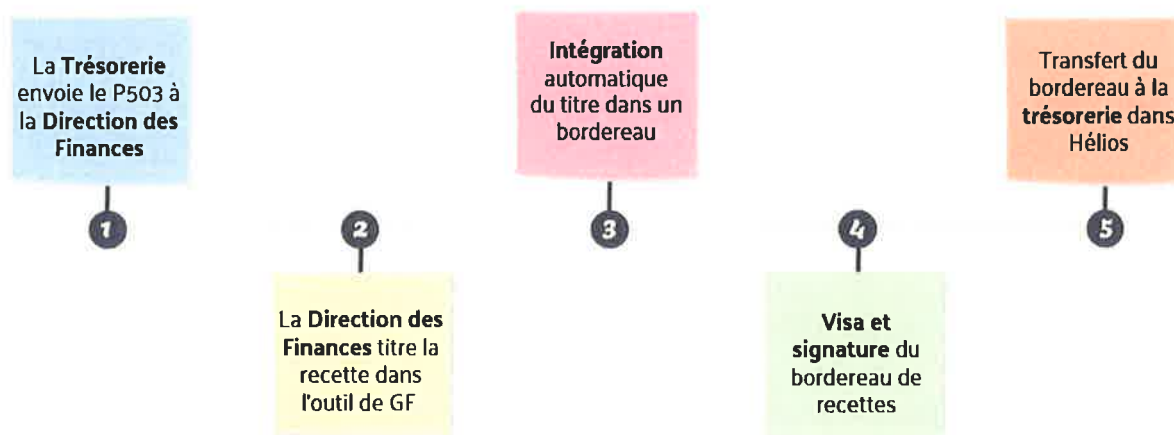 La Trésorerie
envoie le P503 à
la Direction des
Finances
1
2
La Direction des
Finances titre la
recette dans
l'outil de GF
Intégration
automatique
du titre dans un
bordereau
3
4
Visa et
signature du
bordereau de
recettes
Transfert du
bordereau à la
trésorerie dans
Hélios
5